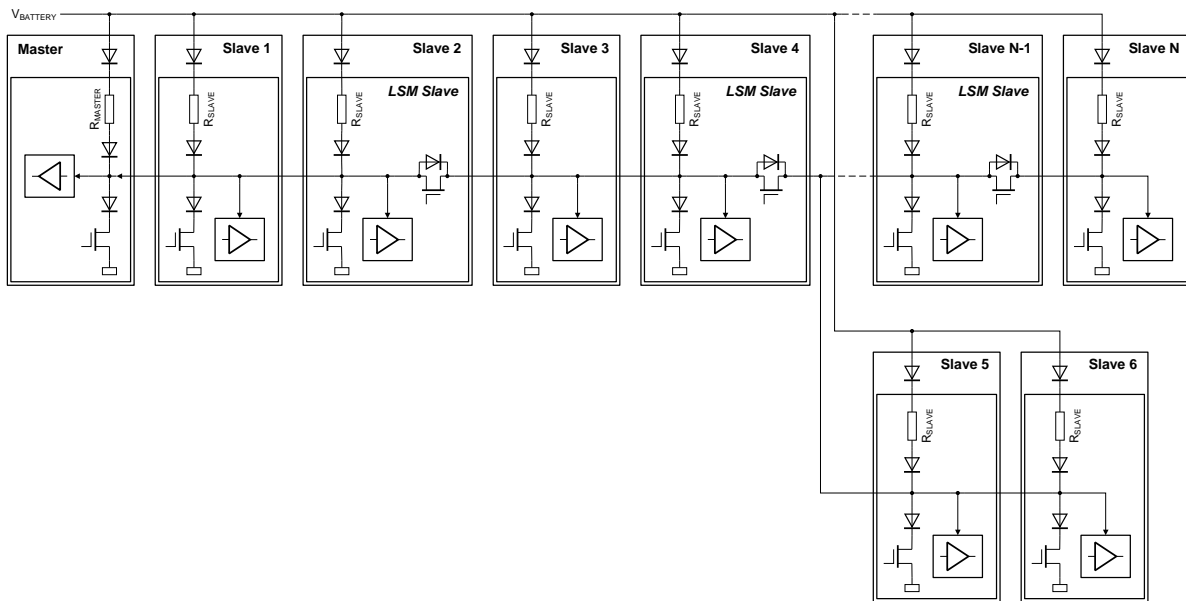 VBATTERY
Master
Slave 1
Slave 2
Slave 3
Slave 4
Slave N-1
Slave N
LSM Slave
LSM Slave
LSM Slave
RMASTER
RSLAVE
RSLAVE
RSLAVE
RSLAVE
RSLAVE
RSLAVE
Slave 5
Slave 6
RSLAVE
RSLAVE